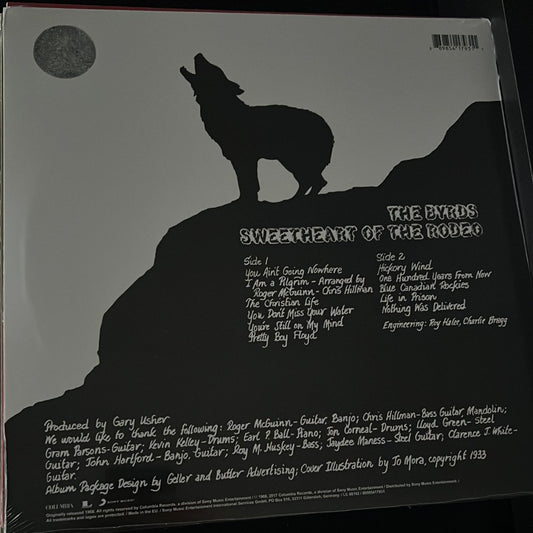 THE BYRDS
SWEETHEART OF THE RODEO
Side 1
You Ain't Going Nowhere
I Am a Pilgrim - Arranged by
Roger McGuinn - Chris Hillman
The Christian Life
You Don't Miss Your Water
You're Still on My Mind
Pretty Boy Floyd
Side 2
Hickory Wind
One Hundred Years From Now
Blue Canadian Rockies
Life in Prison
Nothing Was Delivered
Engineering: Roy Halee, Charlie Bragg
Produced by Gary Usher
We would like to thank the following: Roger McGuinn-Guitar, Banjo; Chris Hillman-Bass Guitar, Mandolin;
Gram Parsons-Guitar; Kevin Kelley-Drums; Earl P. Ball-Piano; Jon Corneal-Drums; Lloyd Green-Steel
Guitar; John Hartford-Banjo, Guitar; Roy M. Huskey-Bass; Jaydee Maness-Steel Guitar; Clarence J. White-
Guitar.
Album Package Design by Geller and Butler Advertising; Cover Illustration by Jo Mora, copyright 1933
COLUMBIA